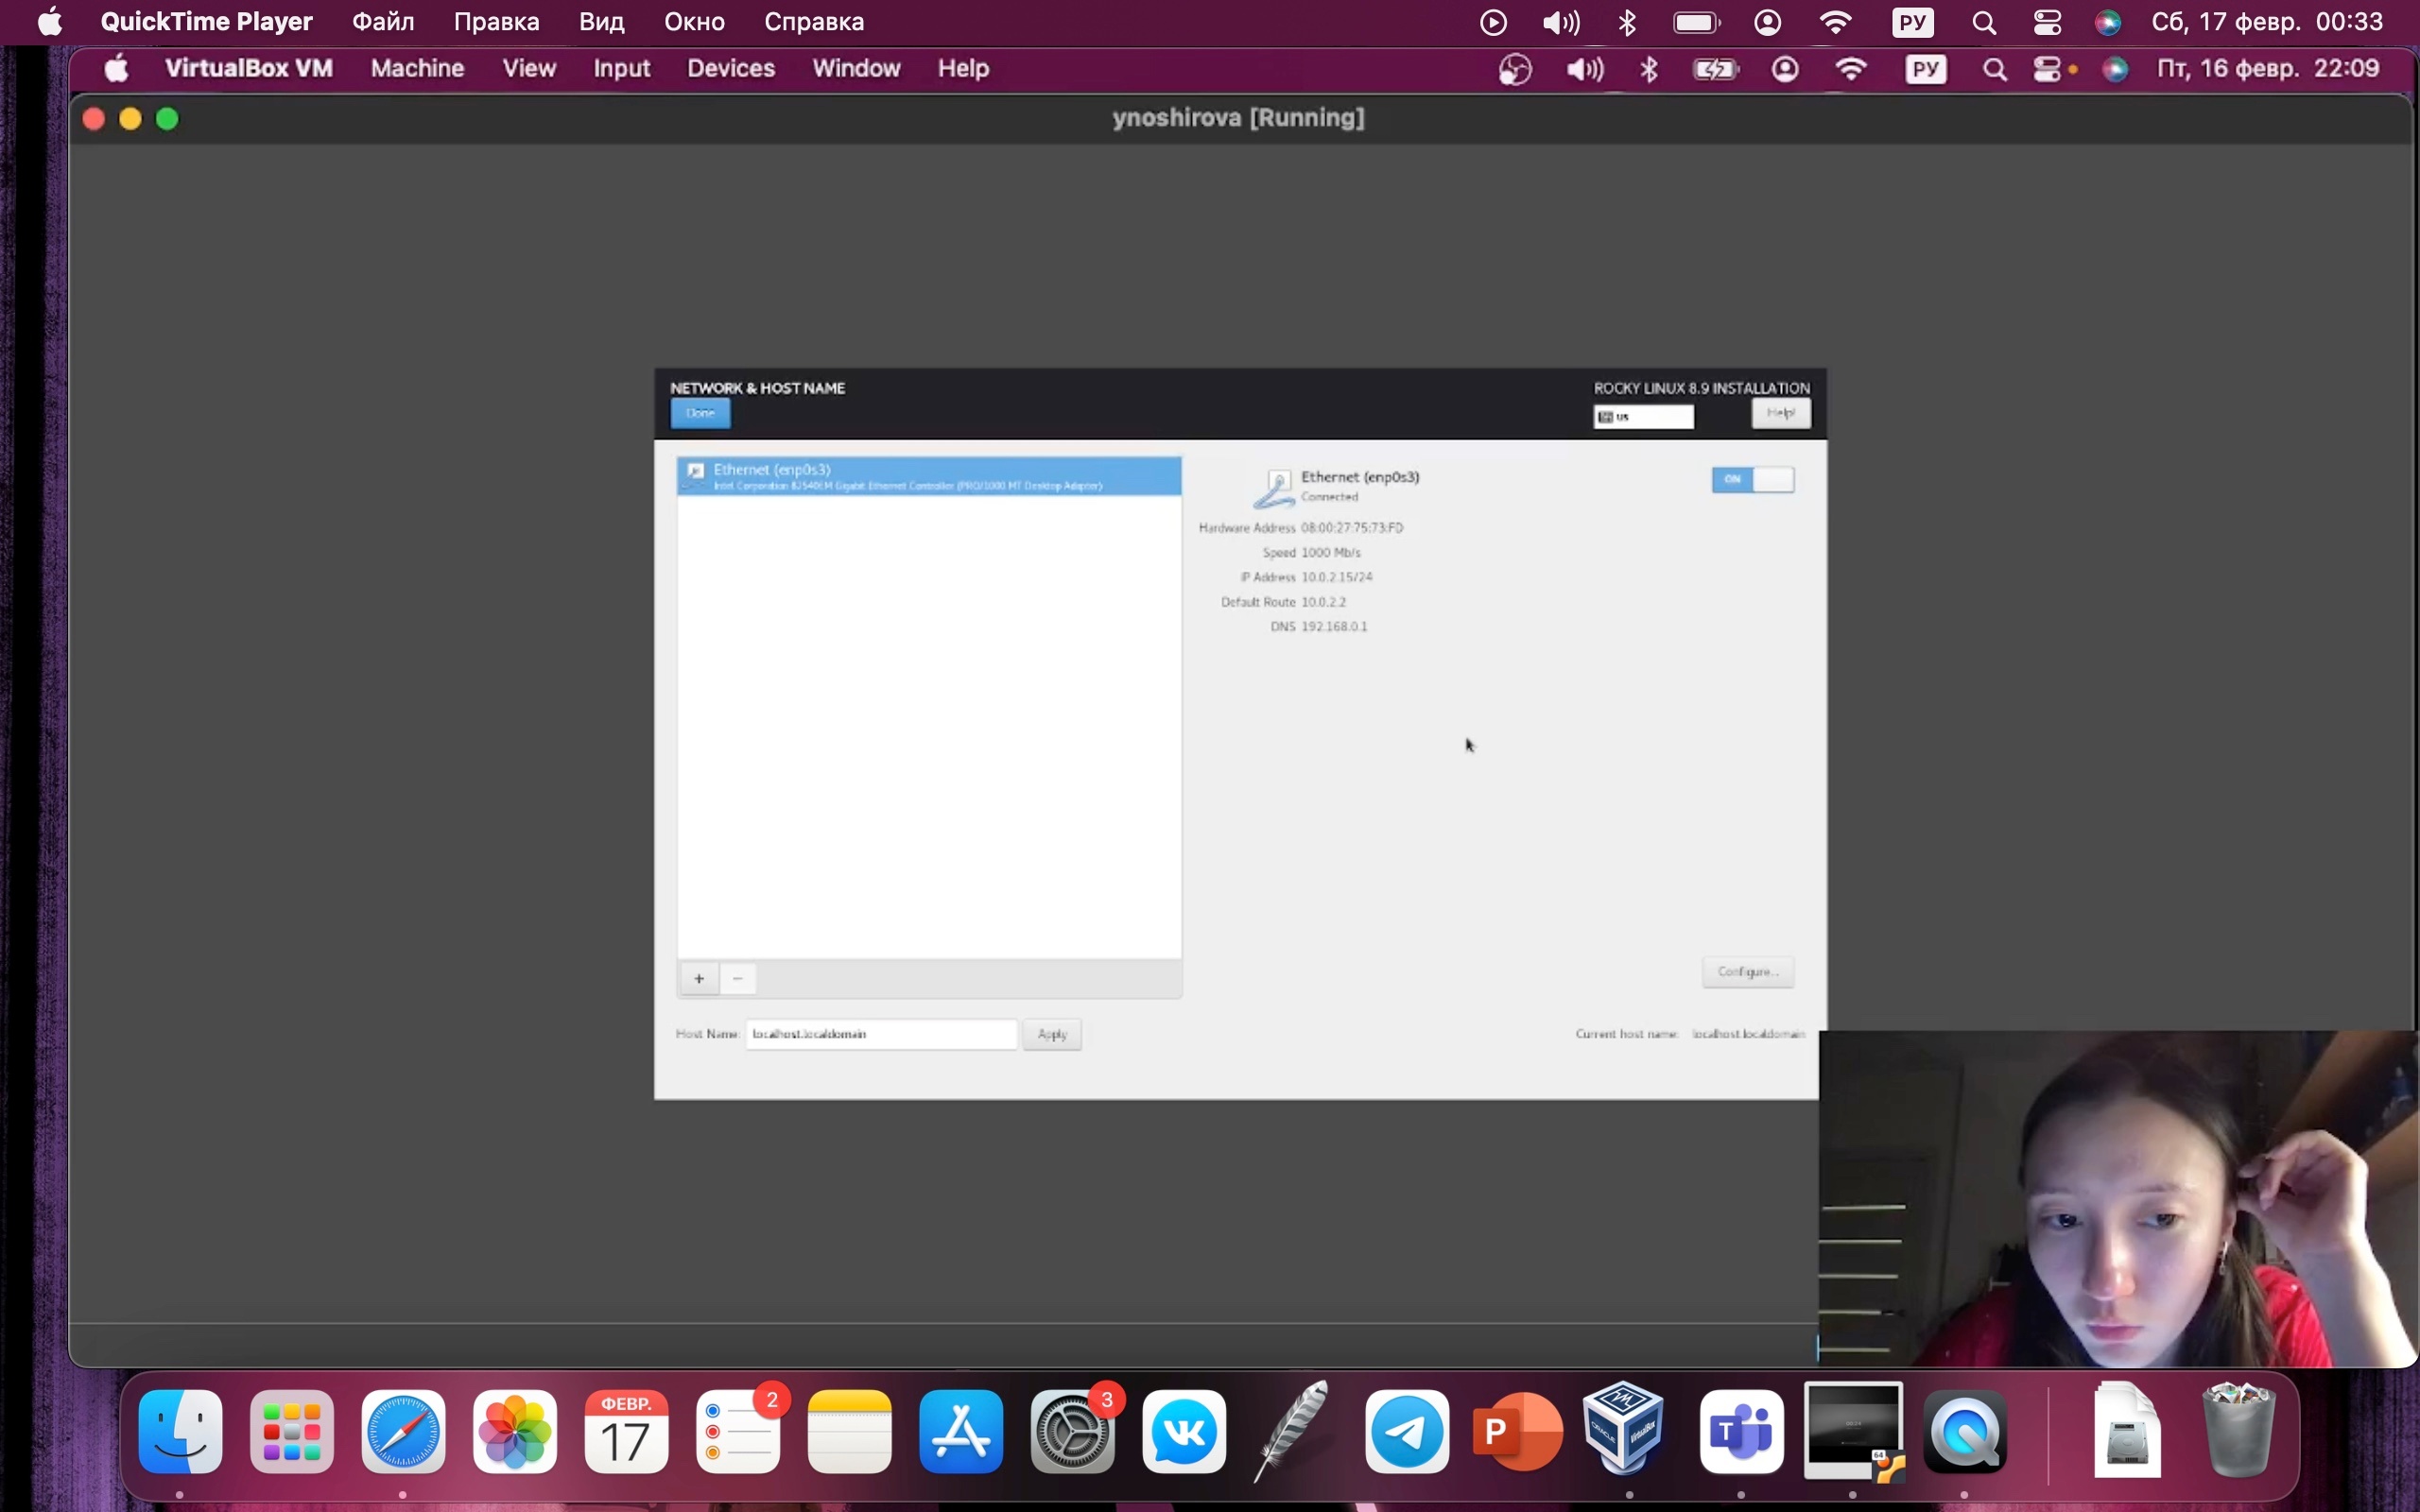 QuickTime Player Файл Правка Вид Окно Справка РУ Сб, 17 февр. 00:33
VirtualBox VM Machine View Input Devices Window Help РУ Пт, 16 февр. 22:09
ynoshirova [Running]
NETWORK & HOST NAME
ROCKY LINUX 8.9 INSTALLATION
Done
us
Help!
Ethernet (enp0s3)
Intel Corporation 82540EM Gigabit Ethernet Controller (PRO/1000 MT Desktop Adapter)
Ethernet (enp0s3)
Connected
ON
Hardware Address 08:00:27:75:73:FD
Speed 1000 Mb/s
IP Address 10.0.2.15/24
Default Route 10.0.2.2
DNS 192.168.0.1
+ −
Configure...
Host Name: localhost.localdomain Apply
Current host name: localhost.localdomain
ФЕВР.
17
2
3
P
T
64